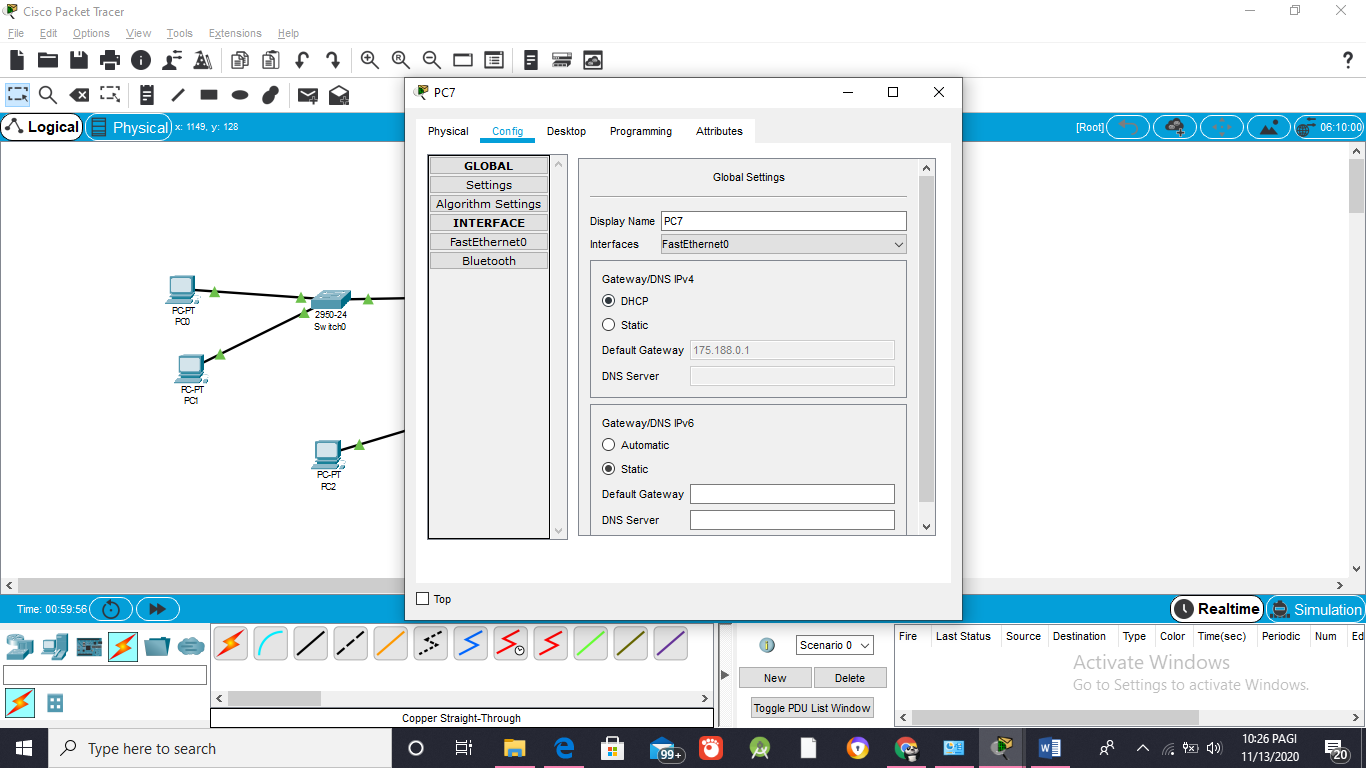 Cisco Packet Tracer
File Edit Options View Tools Extensions Help
?
PC7
Logical Physical x: 1149, y: 128
[Root] 06:10:00
Physical Config Desktop Programming Attributes
GLOBAL
Settings
Algorithm Settings
INTERFACE
FastEthernet0
Bluetooth
Global Settings
Display Name PC7
Interfaces FastEthernet0
Gateway/DNS IPv4
DHCP
Static
Default Gateway 175.188.0.1
DNS Server
Gateway/DNS IPv6
Automatic
Static
Default Gateway
DNS Server
Top
PC-PT
PC0
2950-24
Switch0
PC-PT
PC1
PC-PT
PC2
Time: 00:59:56
Realtime Simulation
Copper Straight-Through
Scenario 0
New Delete
Toggle PDU List Window
Fire Last Status Source Destination Type Color Time(sec) Periodic Num Ed
Activate Windows
Go to Settings to activate Windows.
Type here to search
99+
10:26 PAGI
11/13/2020
20